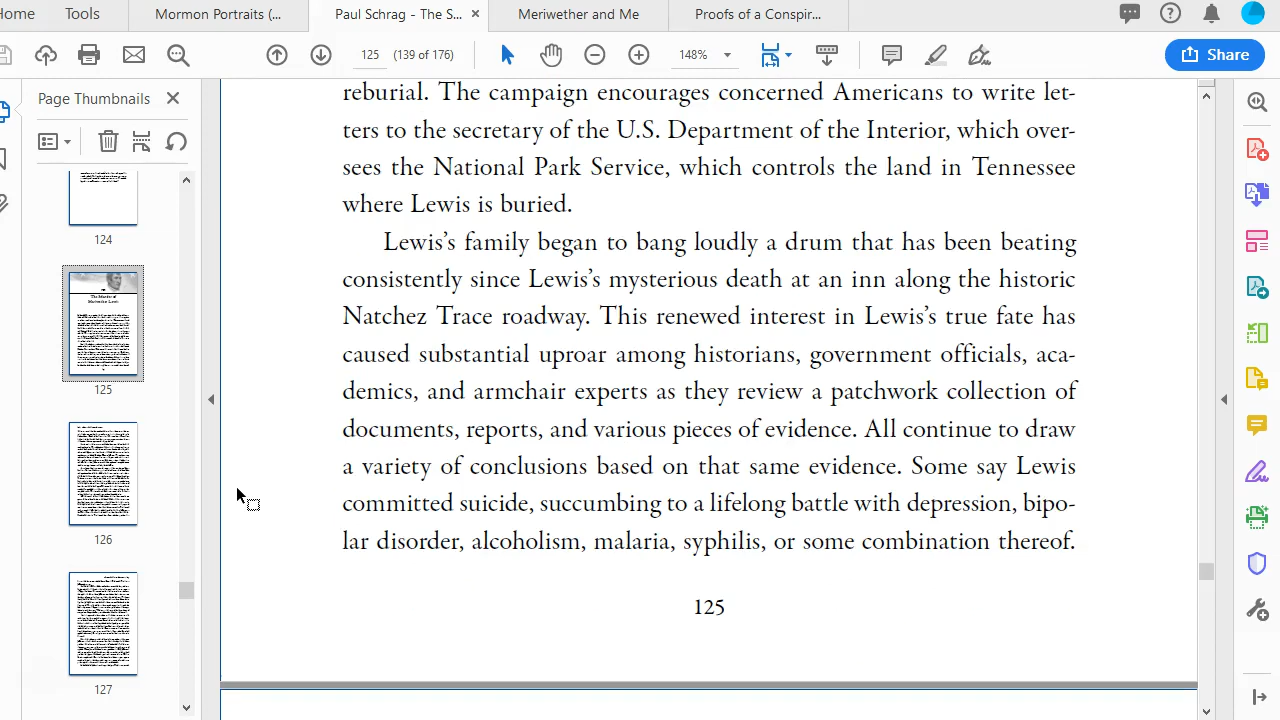 Home
Tools
Mormon Portraits (...
Paul Schrag - The S...
Meriwether and Me
Proofs of a Conspir...
125
(139 of 176)
148%
Share
Page Thumbnails
124
The Murder of
Meriwether Lewis
125
126
127
reburial. The campaign encourages concerned Americans to write let-
ters to the secretary of the U.S. Department of the Interior, which over-
sees the National Park Service, which controls the land in Tennessee
where Lewis is buried.
Lewis's family began to bang loudly a drum that has been beating
consistently since Lewis's mysterious death at an inn along the historic
Natchez Trace roadway. This renewed interest in Lewis's true fate has
caused substantial uproar among historians, government officials, aca-
demics, and armchair experts as they review a patchwork collection of
documents, reports, and various pieces of evidence. All continue to draw
a variety of conclusions based on that same evidence. Some say Lewis
committed suicide, succumbing to a lifelong battle with depression, bipo-
lar disorder, alcoholism, malaria, syphilis, or some combination thereof.
125